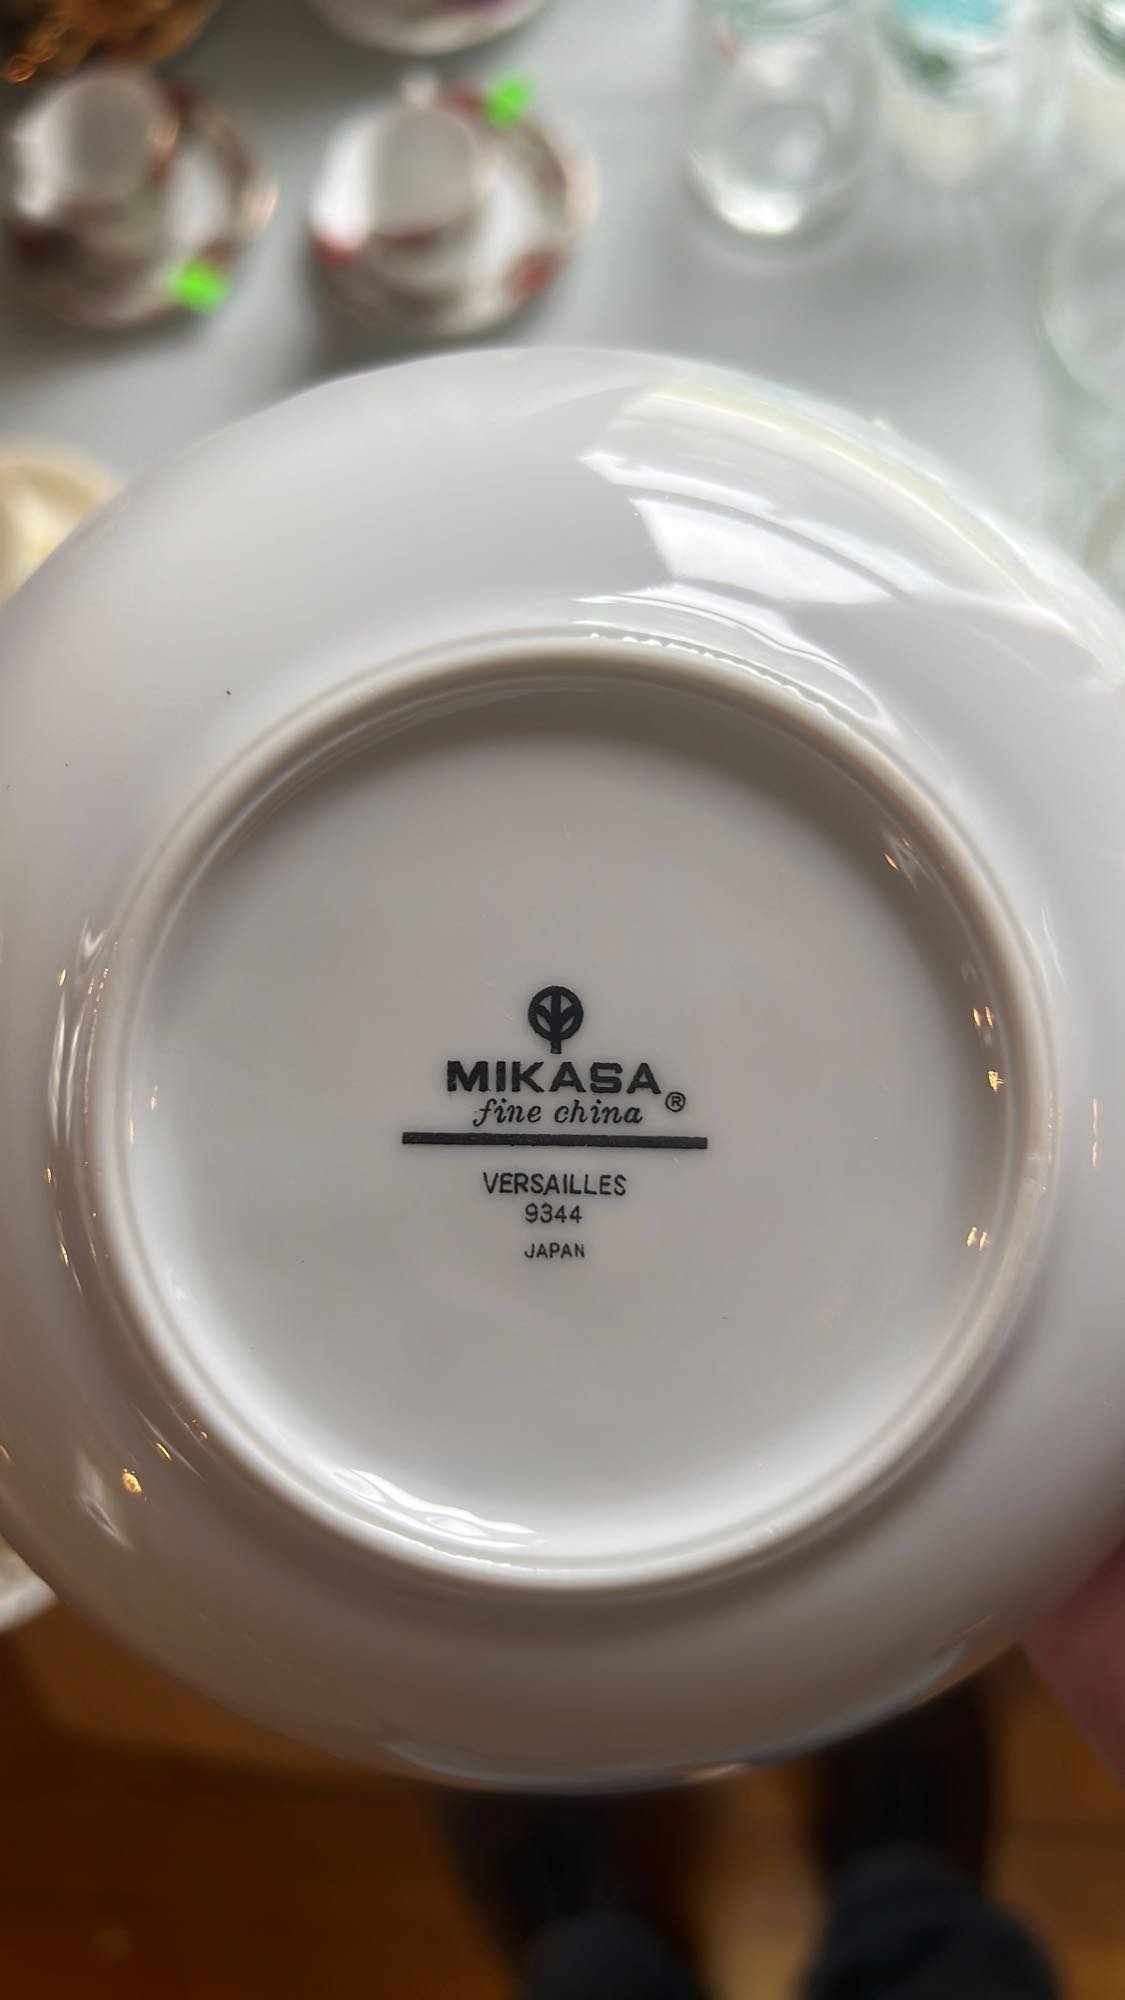 MIKASA®
fine china
VERSAILLES
9344
JAPAN